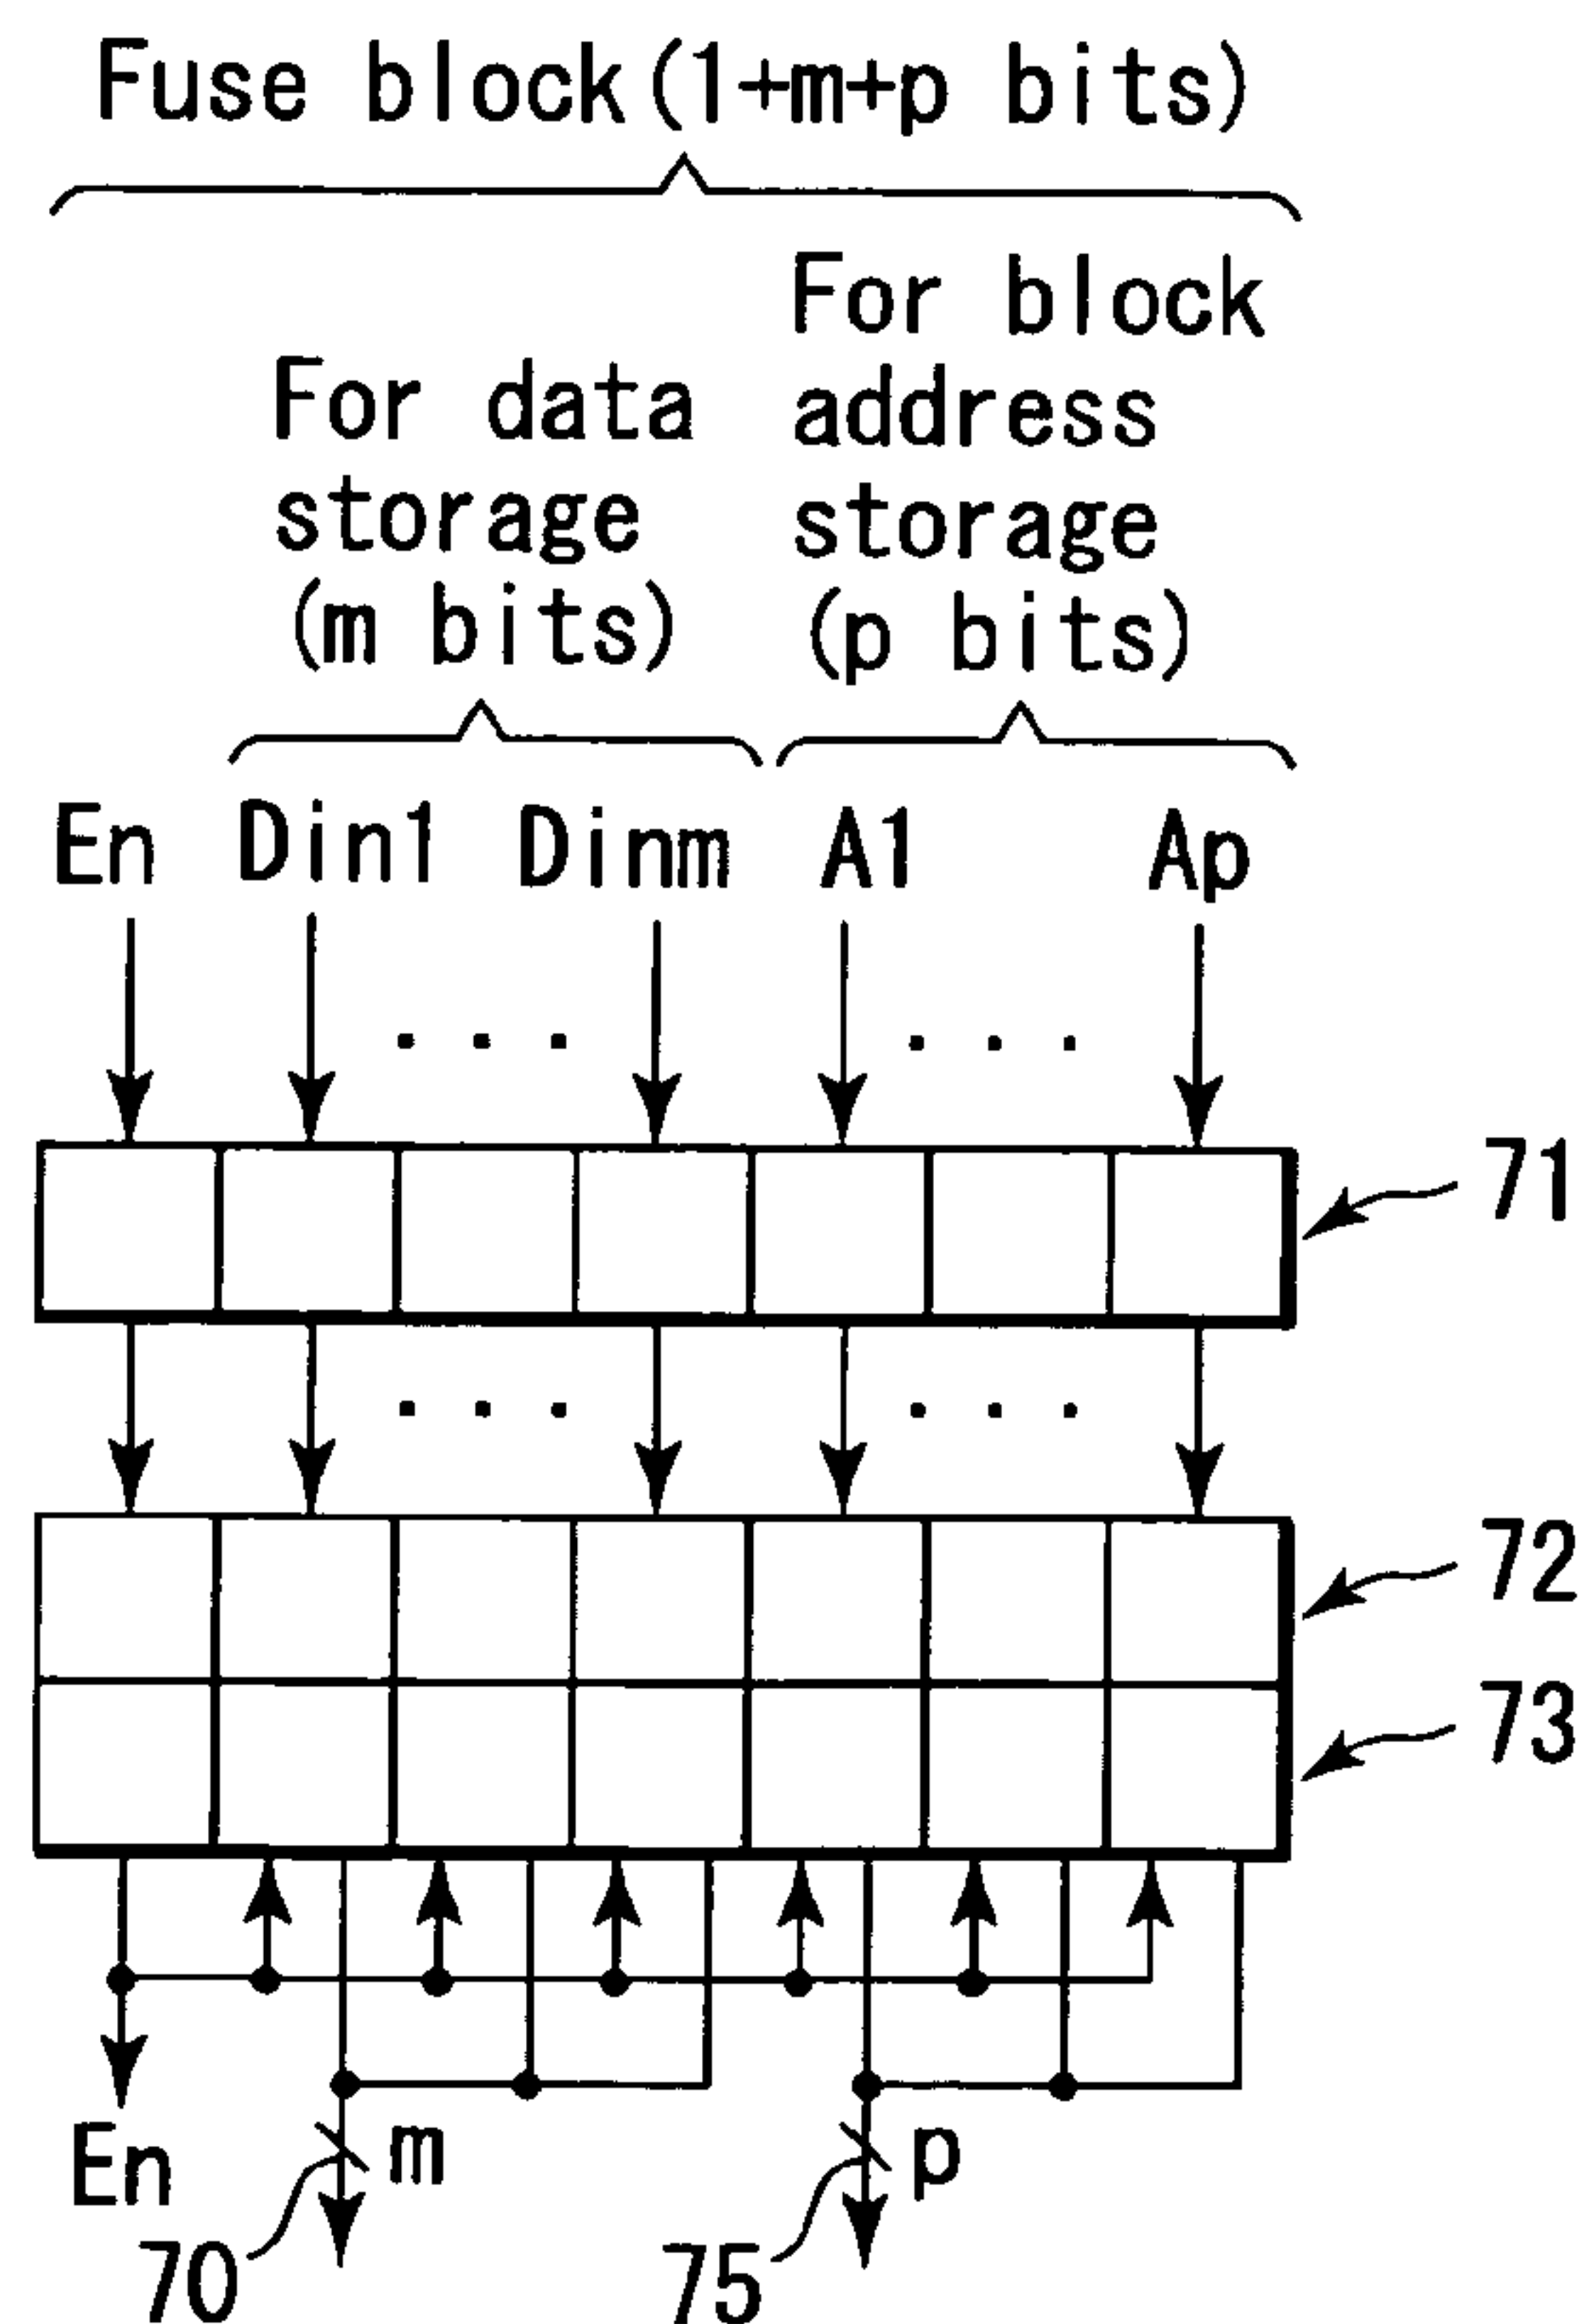 Fuse block(1+m+p bits)
For data
storage
(m bits)
For block
address
storage
(p bits)
En Din1 Dinm A1 Ap
. . . . . .
71
. . . . . .
72
73
En m p
70 75